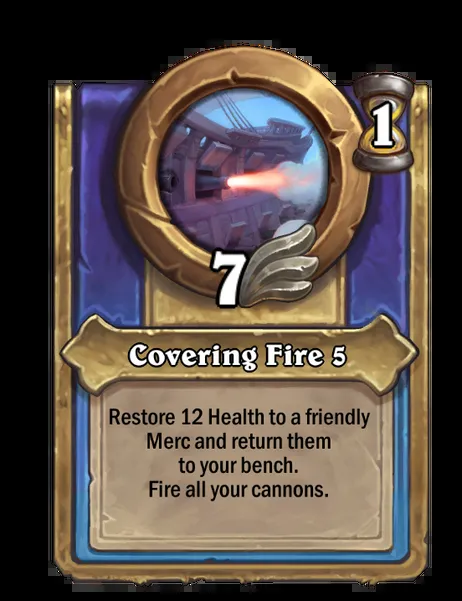 1
7
Covering Fire 5
Restore 12 Health to a friendly
Merc and return them
to your bench.
Fire all your cannons.